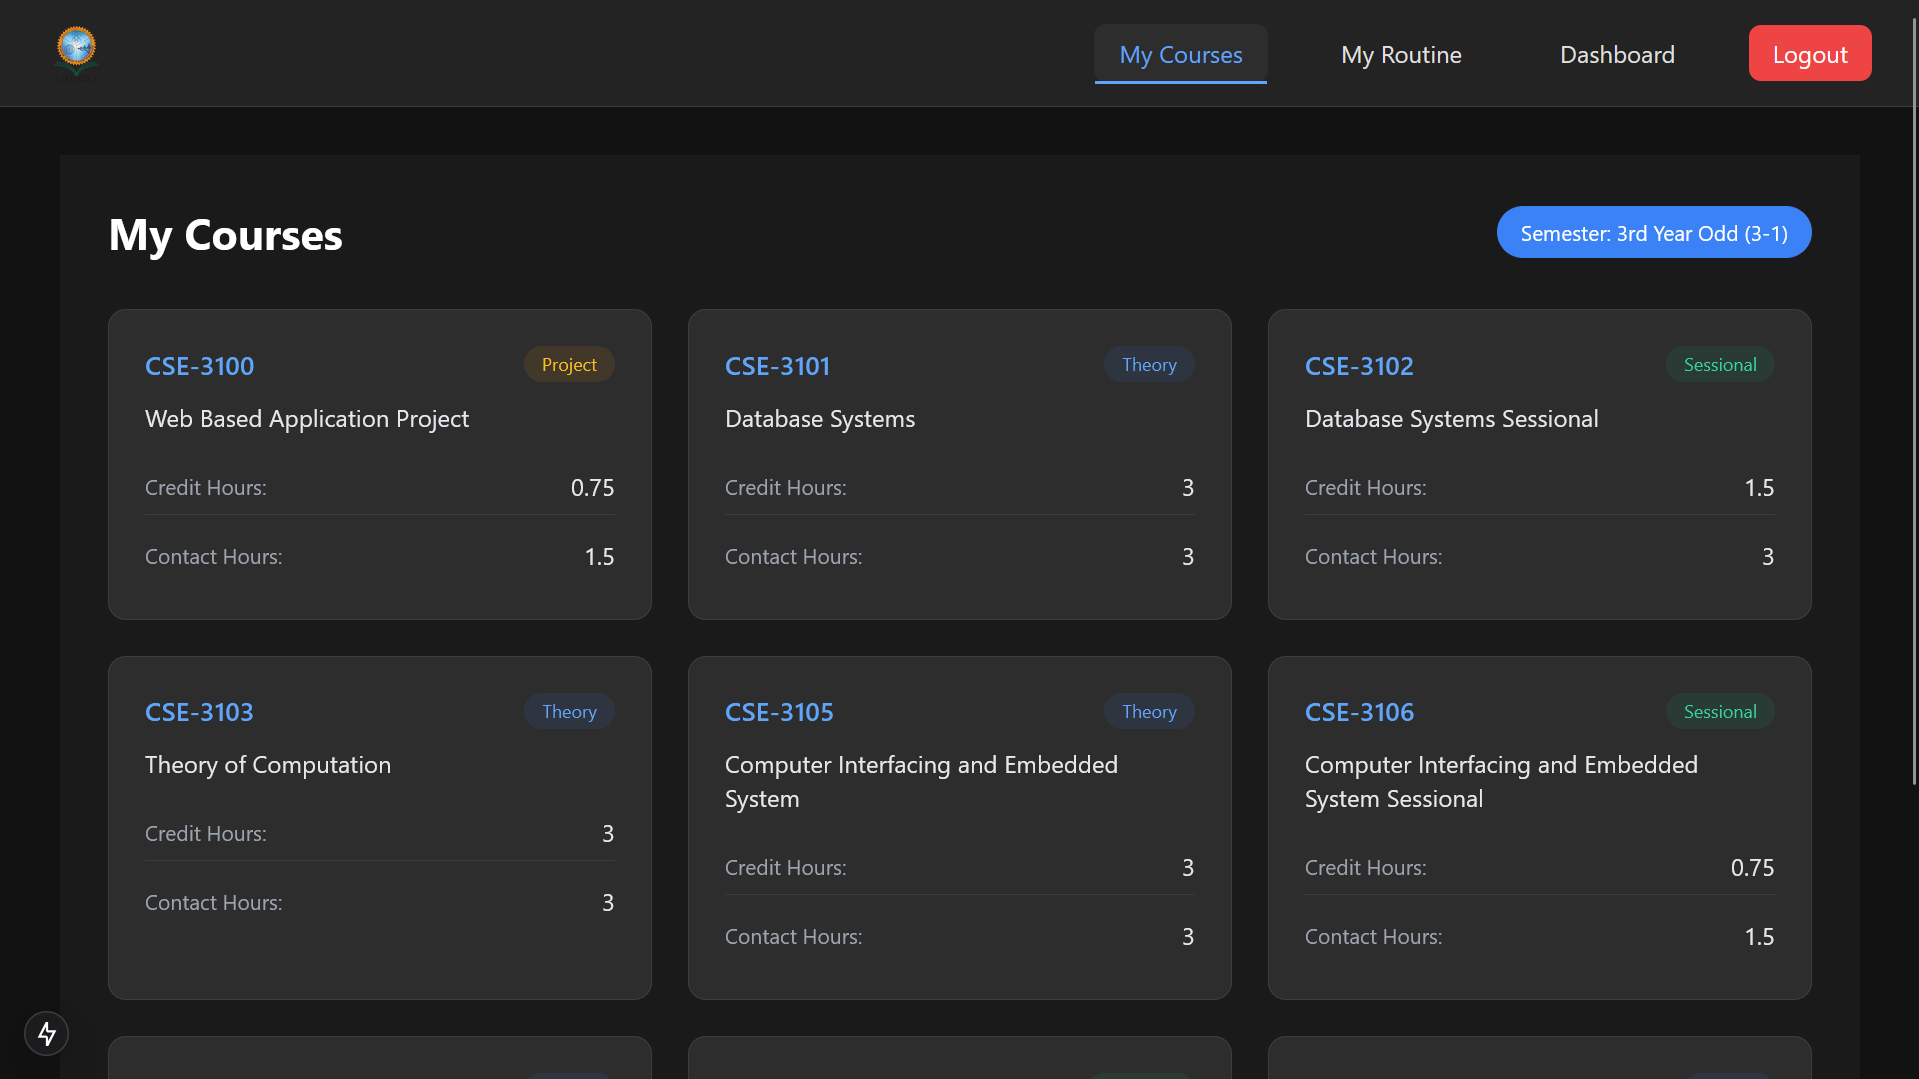 My Courses
My Routine
Dashboard
Logout
My Courses
Semester: 3rd Year Odd (3-1)
CSE-3100
Project
Web Based Application Project
Credit Hours:
0.75
Contact Hours:
1.5
CSE-3101
Theory
Database Systems
Credit Hours:
3
Contact Hours:
3
CSE-3102
Sessional
Database Systems Sessional
Credit Hours:
1.5
Contact Hours:
3
CSE-3103
Theory
Theory of Computation
Credit Hours:
3
Contact Hours:
3
CSE-3105
Theory
Computer Interfacing and Embedded
System
Credit Hours:
3
Contact Hours:
3
CSE-3106
Sessional
Computer Interfacing and Embedded
System Sessional
Credit Hours:
0.75
Contact Hours:
1.5